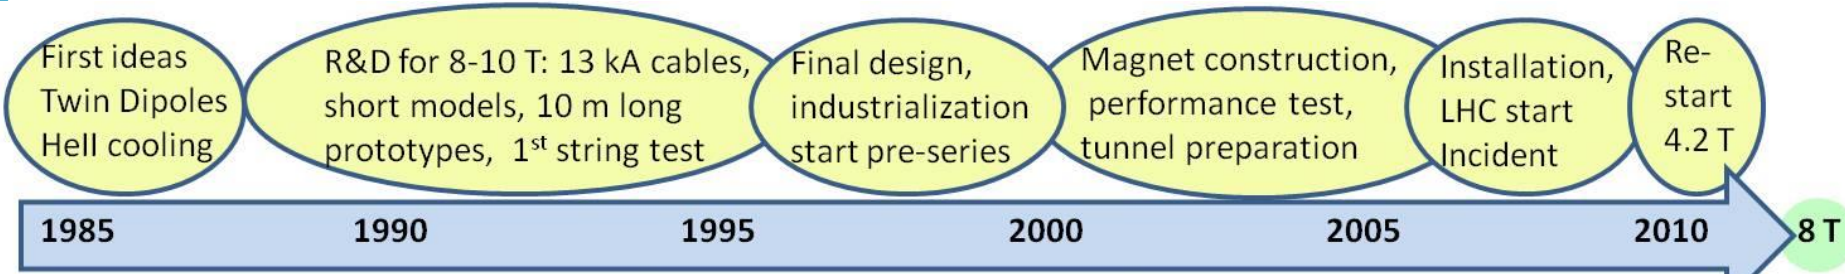 First ideas
Twin Dipoles
HeII cooling
R&D for 8-10 T: 13 kA cables,
short models, 10 m long
prototypes, 1st string test
Final design,
industrialization
start pre-series
Magnet construction,
performance test,
tunnel preparation
Installation,
LHC start
Incident
Re-
start
4.2 T
1985 1990 1995 2000 2005 2010 8 T